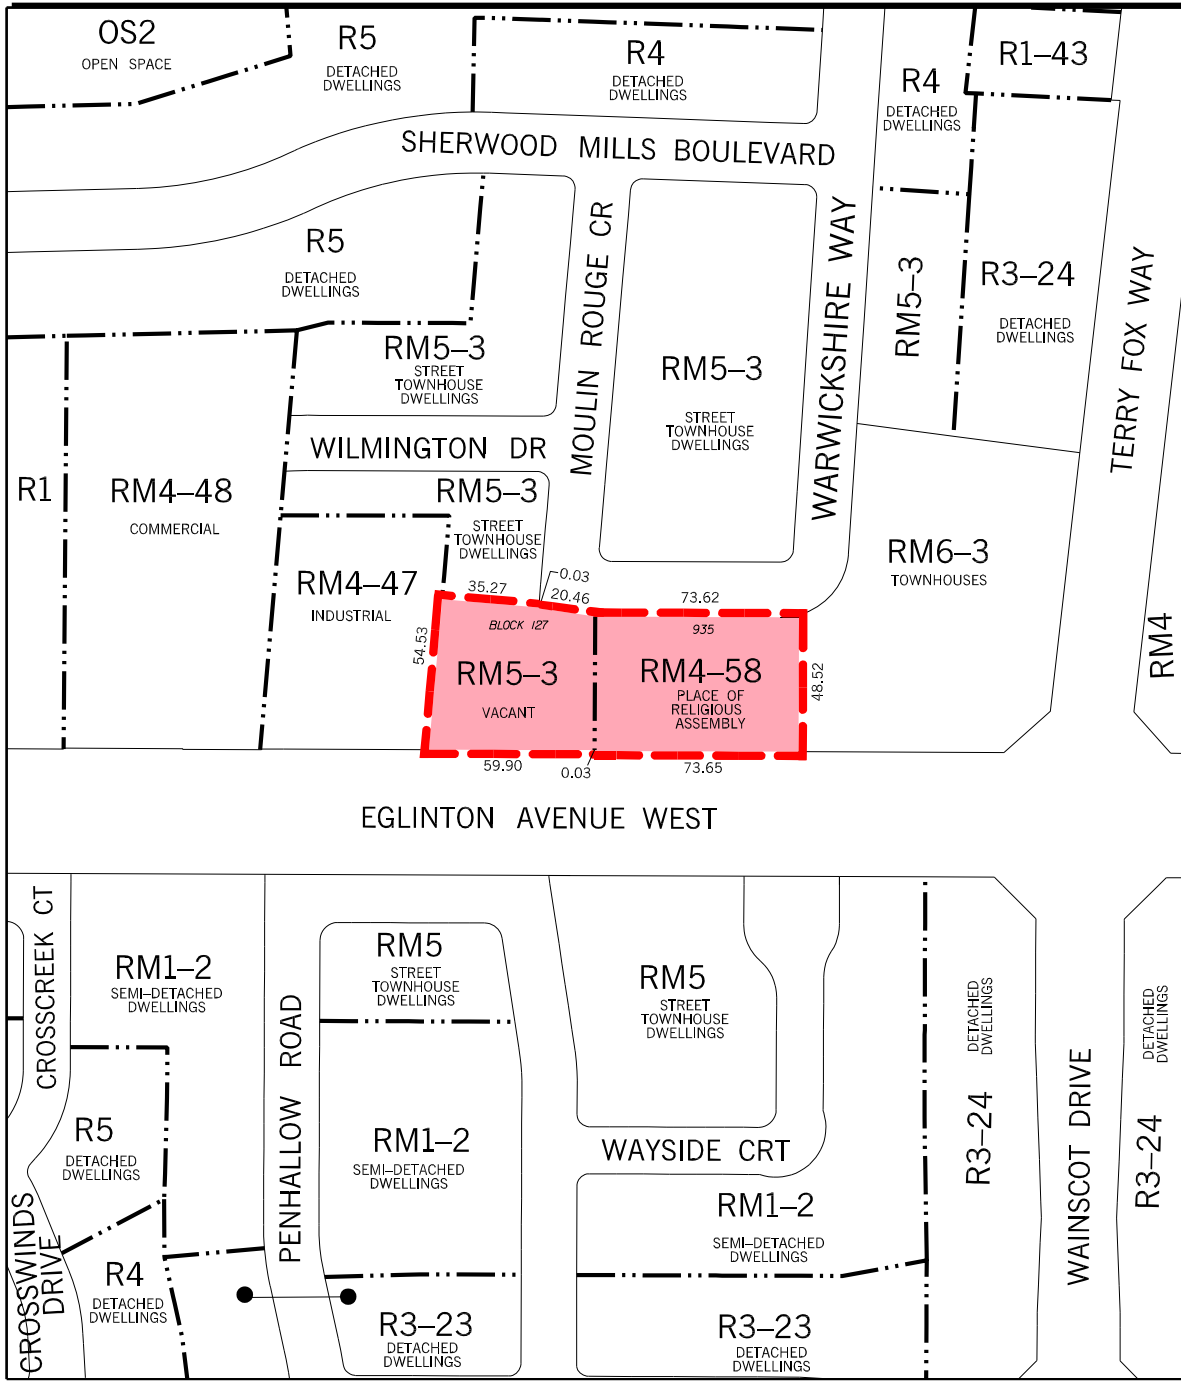 OS2
OPEN SPACE
R5
DETACHED
DWELLINGS
R4
DETACHED
DWELLINGS
R4
DETACHED
DWELLINGS
R1–43
SHERWOOD MILLS BOULEVARD
R5
DETACHED
DWELLINGS
MOULIN ROUGE CR
WARWICKSHIRE WAY
RM5–3
R3–24
DETACHED
DWELLINGS
TERRY FOX WAY
RM5–3
STREET
TOWNHOUSE
DWELLINGS
RM5–3
STREET
TOWNHOUSE
DWELLINGS
WILMINGTON DR
R1
RM4–48
COMMERCIAL
RM5–3
STREET
TOWNHOUSE
DWELLINGS
RM4–47
INDUSTRIAL
RM6–3
TOWNHOUSES
RM4
35.27
0.03
20.46
73.62
BLOCK 127
935
54.53
RM5–3
VACANT
RM4–58
PLACE OF
RELIGIOUS
ASSEMBLY
48.52
59.90
0.03
73.65
EGLINTON AVENUE WEST
CROSSCREEK CT
RM1–2
SEMI–DETACHED
DWELLINGS
RM5
STREET
TOWNHOUSE
DWELLINGS
RM5
STREET
TOWNHOUSE
DWELLINGS
DETACHED
DWELLINGS
R3–24
DETACHED
DWELLINGS
R3–24
PENHALLOW ROAD
WAINSCOT DRIVE
R5
DETACHED
DWELLINGS
RM1–2
SEMI–DETACHED
DWELLINGS
WAYSIDE CRT
RM1–2
SEMI–DETACHED
DWELLINGS
CROSSWINDS
DRIVE
R4
DETACHED
DWELLINGS
R3–23
DETACHED
DWELLINGS
R3–23
DETACHED
DWELLINGS